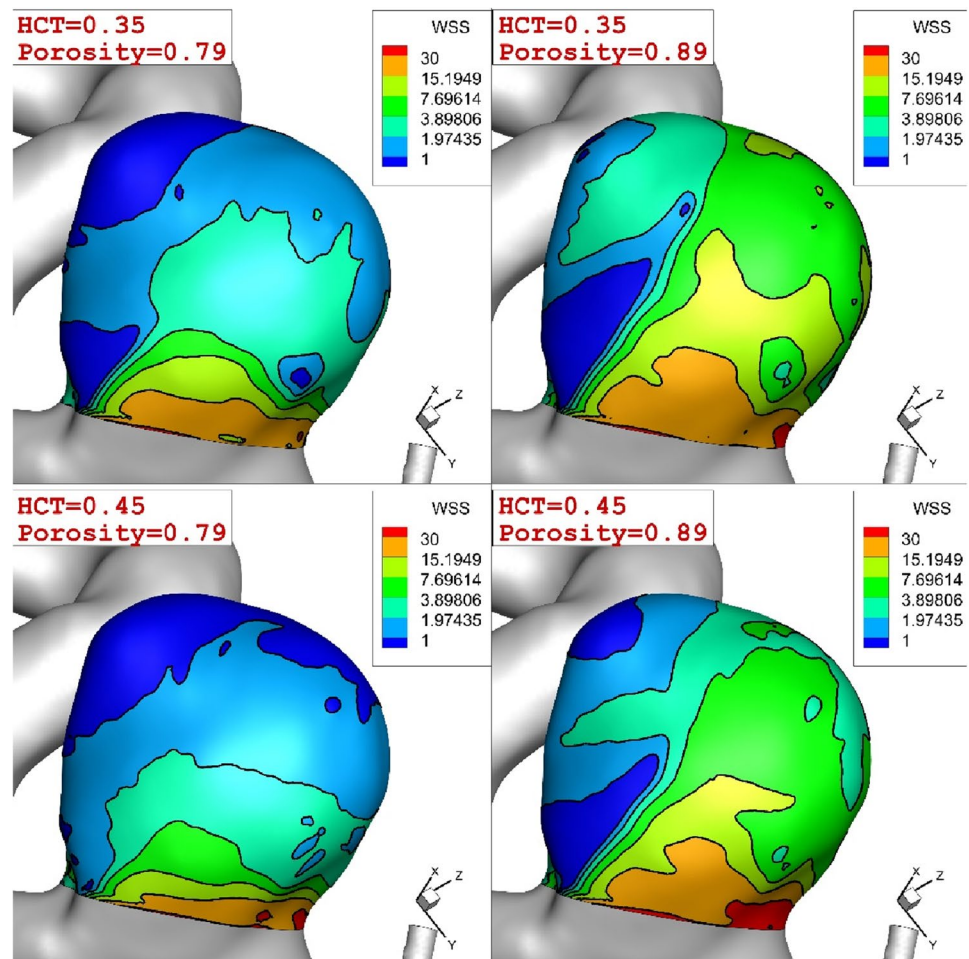 HCT=0.35
Porosity=0.79
WSS
30
15.1949
7.69614
3.89806
1.97435
1
X
Z
Y
HCT=0.35
Porosity=0.89
WSS
30
15.1949
7.69614
3.89806
1.97435
1
X
Z
Y
HCT=0.45
Porosity=0.79
WSS
30
15.1949
7.69614
3.89806
1.97435
1
X
Z
Y
HCT=0.45
Porosity=0.89
WSS
30
15.1949
7.69614
3.89806
1.97435
1
X
Z
Y